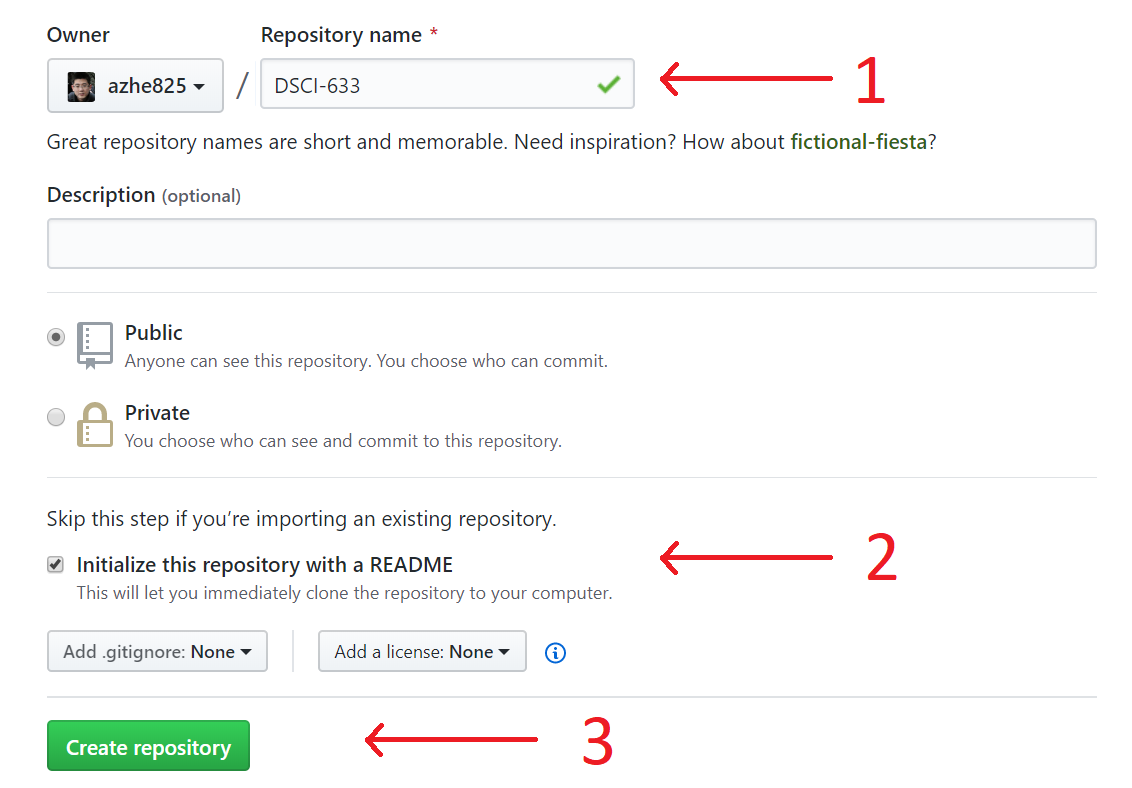 Owner Repository name *
azhe825 / DSCI-633
1
Great repository names are short and memorable. Need inspiration? How about fictional-fiesta?
Description (optional)
Public
Anyone can see this repository. You choose who can commit.
Private
You choose who can see and commit to this repository.
Skip this step if you’re importing an existing repository.
Initialize this repository with a README
2
This will let you immediately clone the repository to your computer.
Add .gitignore: None Add a license: None
Create repository
3